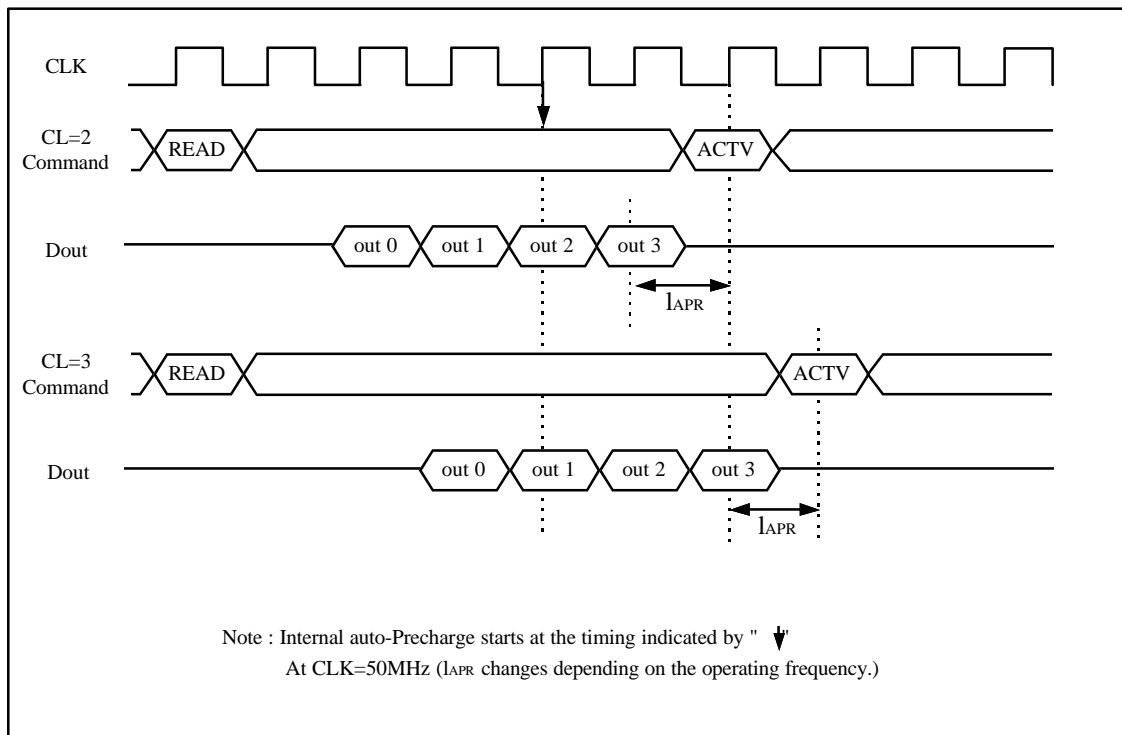 CLK
CL=2
Command
READ
ACTV
Dout
out 0
out 1
out 2
out 3
lAPR
CL=3
Command
READ
ACTV
Dout
out 0
out 1
out 2
out 3
lAPR
Note : Internal auto-Precharge starts at the timing indicated by " "
At CLK=50MHz (lAPR changes depending on the operating frequency.)